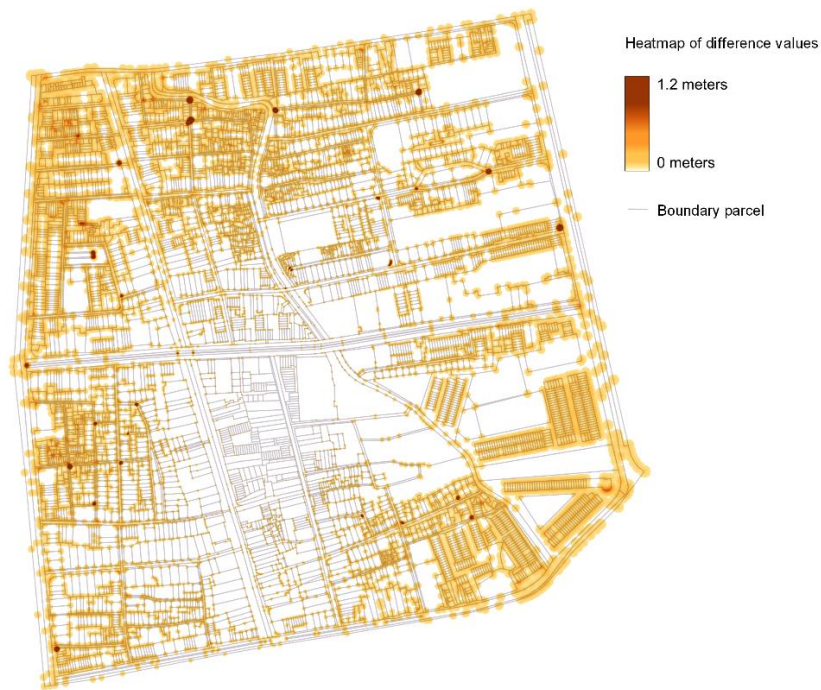 Heatmap of difference values
1.2 meters
0 meters
Boundary parcel